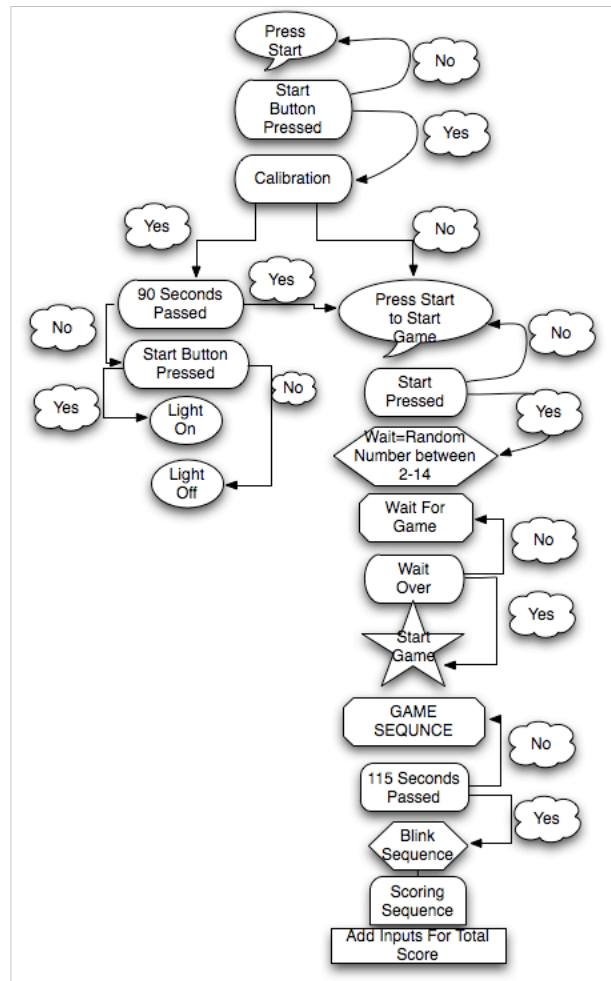 Press
Start
No
Start
Button
Pressed
Yes
Calibration
Yes
No
90 Seconds
Passed
Yes
Press Start
to Start
Game
No
Start Button
Pressed
No
Yes
No
Start
Pressed
Yes
Light
On
Wait=Random
Number between
2-14
Light
Off
Wait For
Game
No
Wait
Over
Yes
Start
Game
GAME
SEQUNCE
No
115 Seconds
Passed
Yes
Blink
Sequence
Scoring
Sequence
Add Inputs For Total
Score